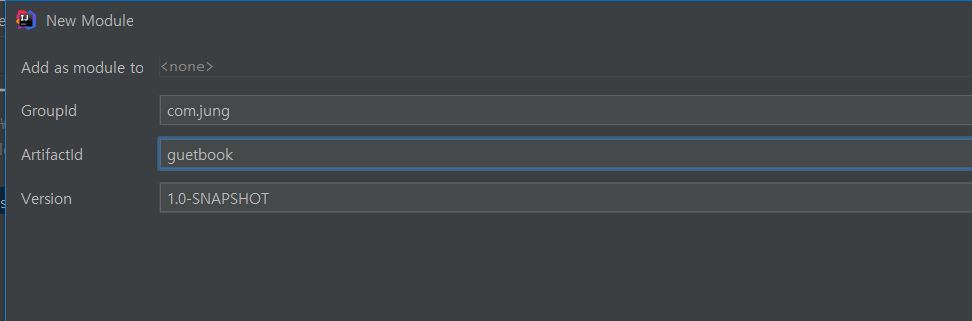 New Module
Add as module to <none>
GroupId com.jung
ArtifactId guetbook
Version 1.0-SNAPSHOT